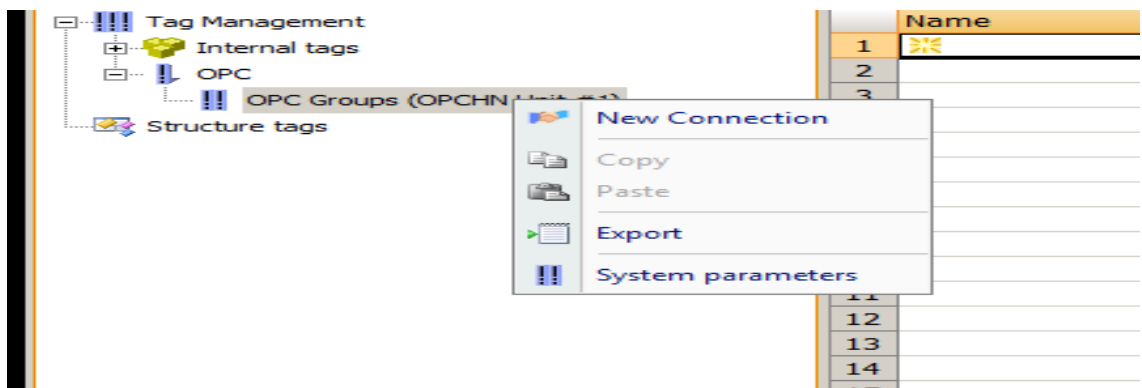 Tag Management
Internal tags
OPC
OPC Groups (OPCHN Unit #1)
Structure tags
New Connection
Copy
Paste
Export
System parameters
Name
1
2
3
11
12
13
14